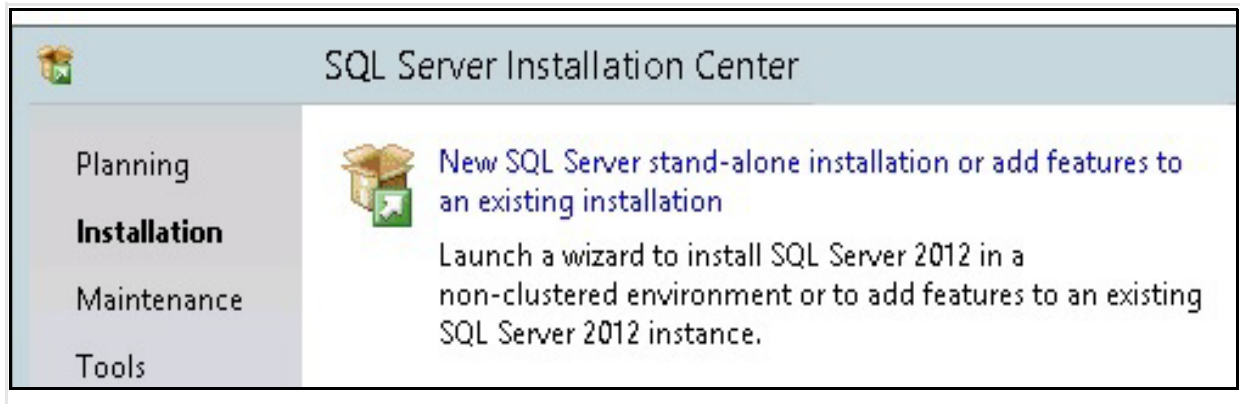 SQL Server Installation Center
Planning
Installation
Maintenance
Tools
New SQL Server stand-alone installation or add features to
an existing installation
Launch a wizard to install SQL Server 2012 in a
non-clustered environment or to add features to an existing
SQL Server 2012 instance.